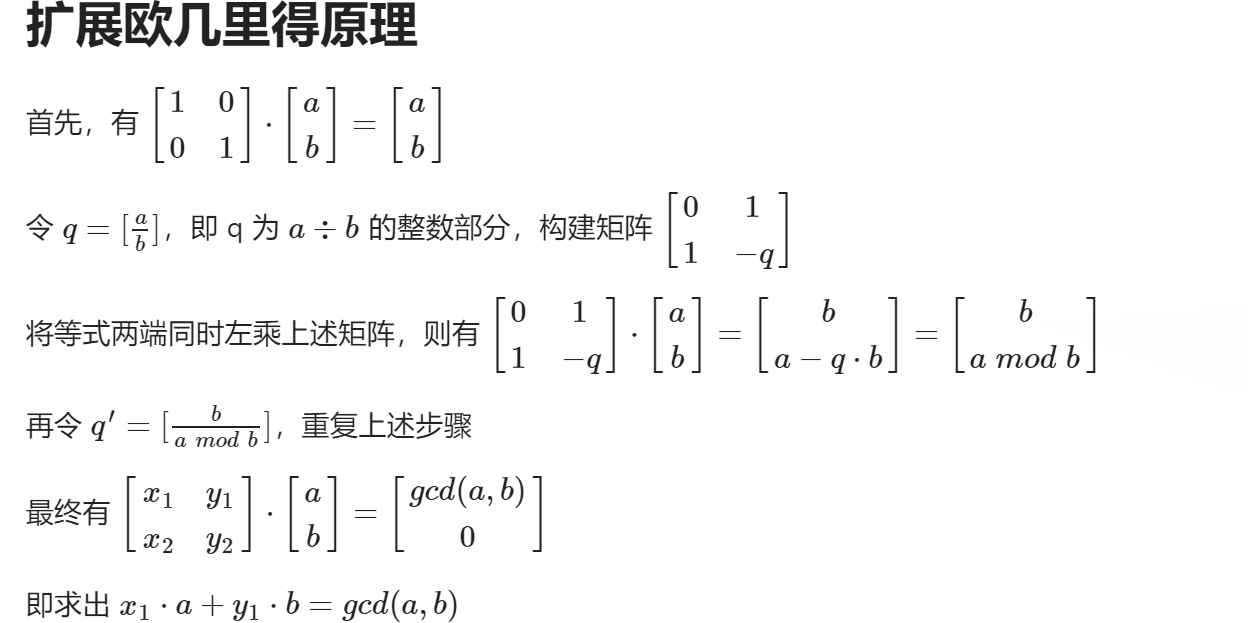 扩展欧几里得原理
首先，有 $\begin{bmatrix} 1 & 0 \\ 0 & 1 \end{bmatrix} \cdot \begin{bmatrix} a \\ b \end{bmatrix} = \begin{bmatrix} a \\ b \end{bmatrix}$
令 $q = [\frac{a}{b}]$，即 q 为 $a \div b$ 的整数部分，构建矩阵 $\begin{bmatrix} 0 & 1 \\ 1 & -q \end{bmatrix}$
将等式两端同时左乘上述矩阵，则有 $\begin{bmatrix} 0 & 1 \\ 1 & -q \end{bmatrix} \cdot \begin{bmatrix} a \\ b \end{bmatrix} = \begin{bmatrix} b \\ a - q \cdot b \end{bmatrix} = \begin{bmatrix} b \\ a \ mod \ b \end{bmatrix}$
再令 $q' = [\frac{b}{a \ mod \ b}]$，重复上述步骤
最终有 $\begin{bmatrix} x_1 & y_1 \\ x_2 & y_2 \end{bmatrix} \cdot \begin{bmatrix} a \\ b \end{bmatrix} = \begin{bmatrix} gcd(a, b) \\ 0 \end{bmatrix}$
即求出 $x_1 \cdot a + y_1 \cdot b = gcd(a, b)$